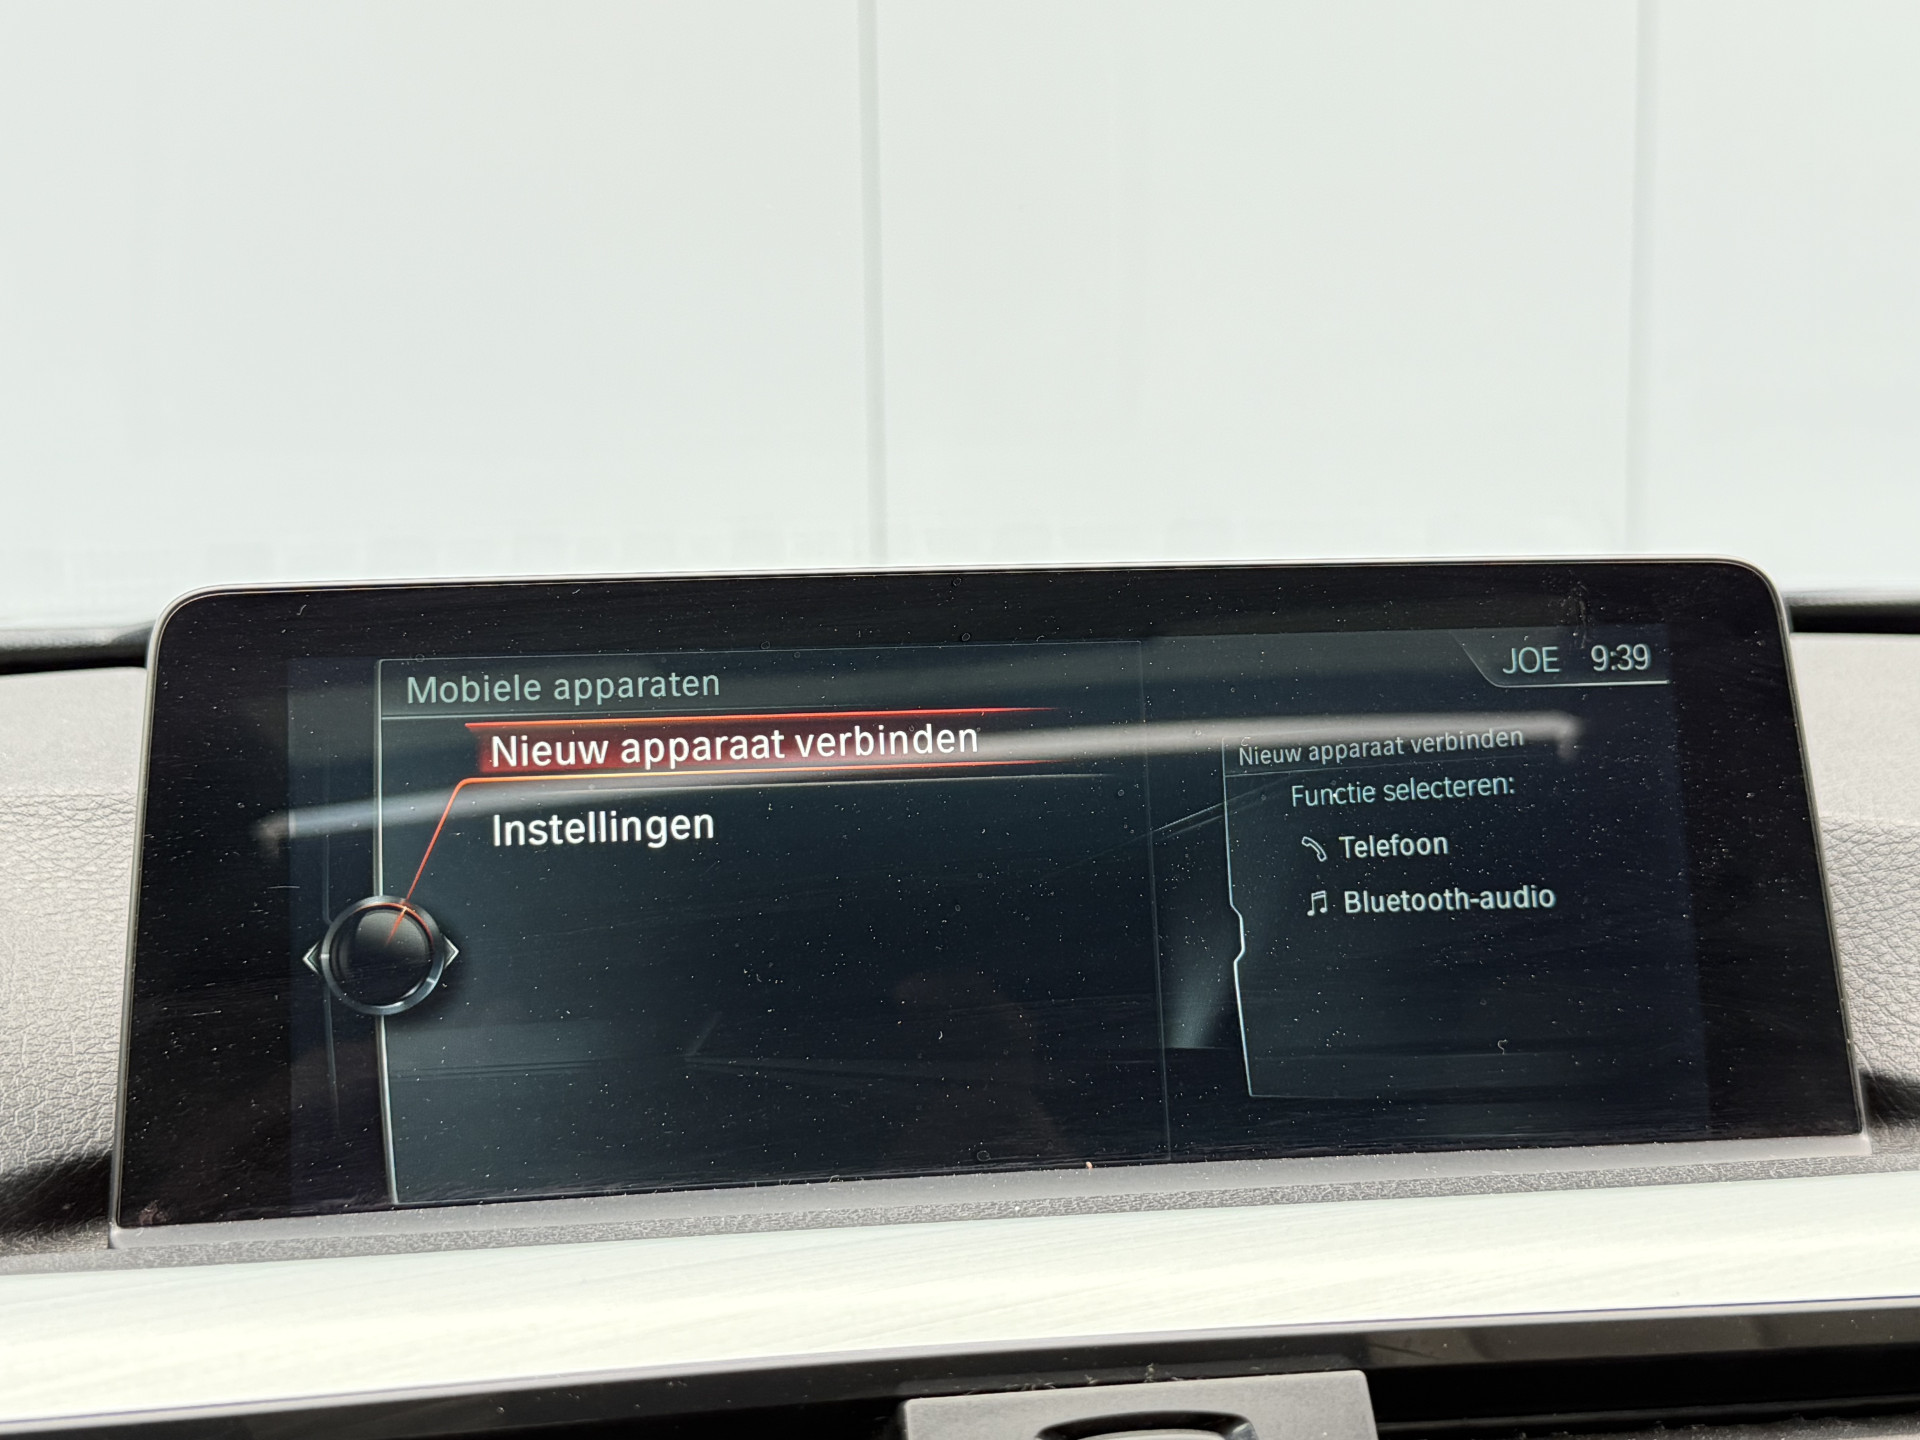 Mobiele apparaten
JOE 9:39
Nieuw apparaat verbinden
Instellingen
Nieuw apparaat verbinden
Functie selecteren:
Telefoon
Bluetooth-audio